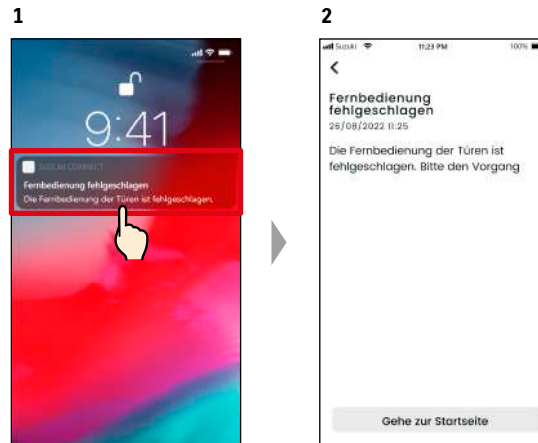 1
9:41
SUZUKI CONNECT
Fernbedienung fehlgeschlagen
Die Fernbedienung der Türen ist fehlgeschlagen.
2
Suzuki 11:23 PM 100%
Fernbedienung
fehlgeschlagen
26/08/2022 11:25
Die Fernbedienung der Türen ist
fehlgeschlagen. Bitte den Vorgang
Gehe zur Startseite